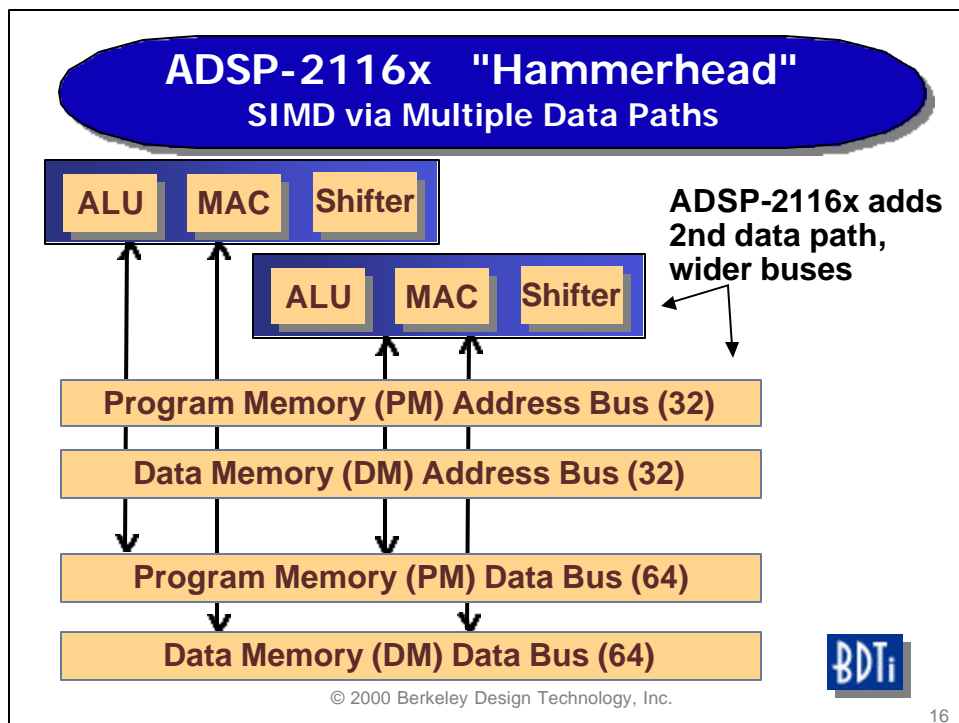 ADSP-2116x "Hammerhead"
SIMD via Multiple Data Paths
ALU MAC Shifter
ADSP-2116x adds
2nd data path,
wider buses
ALU MAC Shifter
Program Memory (PM) Address Bus (32)
Data Memory (DM) Address Bus (32)
Program Memory (PM) Data Bus (64)
Data Memory (DM) Data Bus (64)
BDTi
© 2000 Berkeley Design Technology, Inc.
16